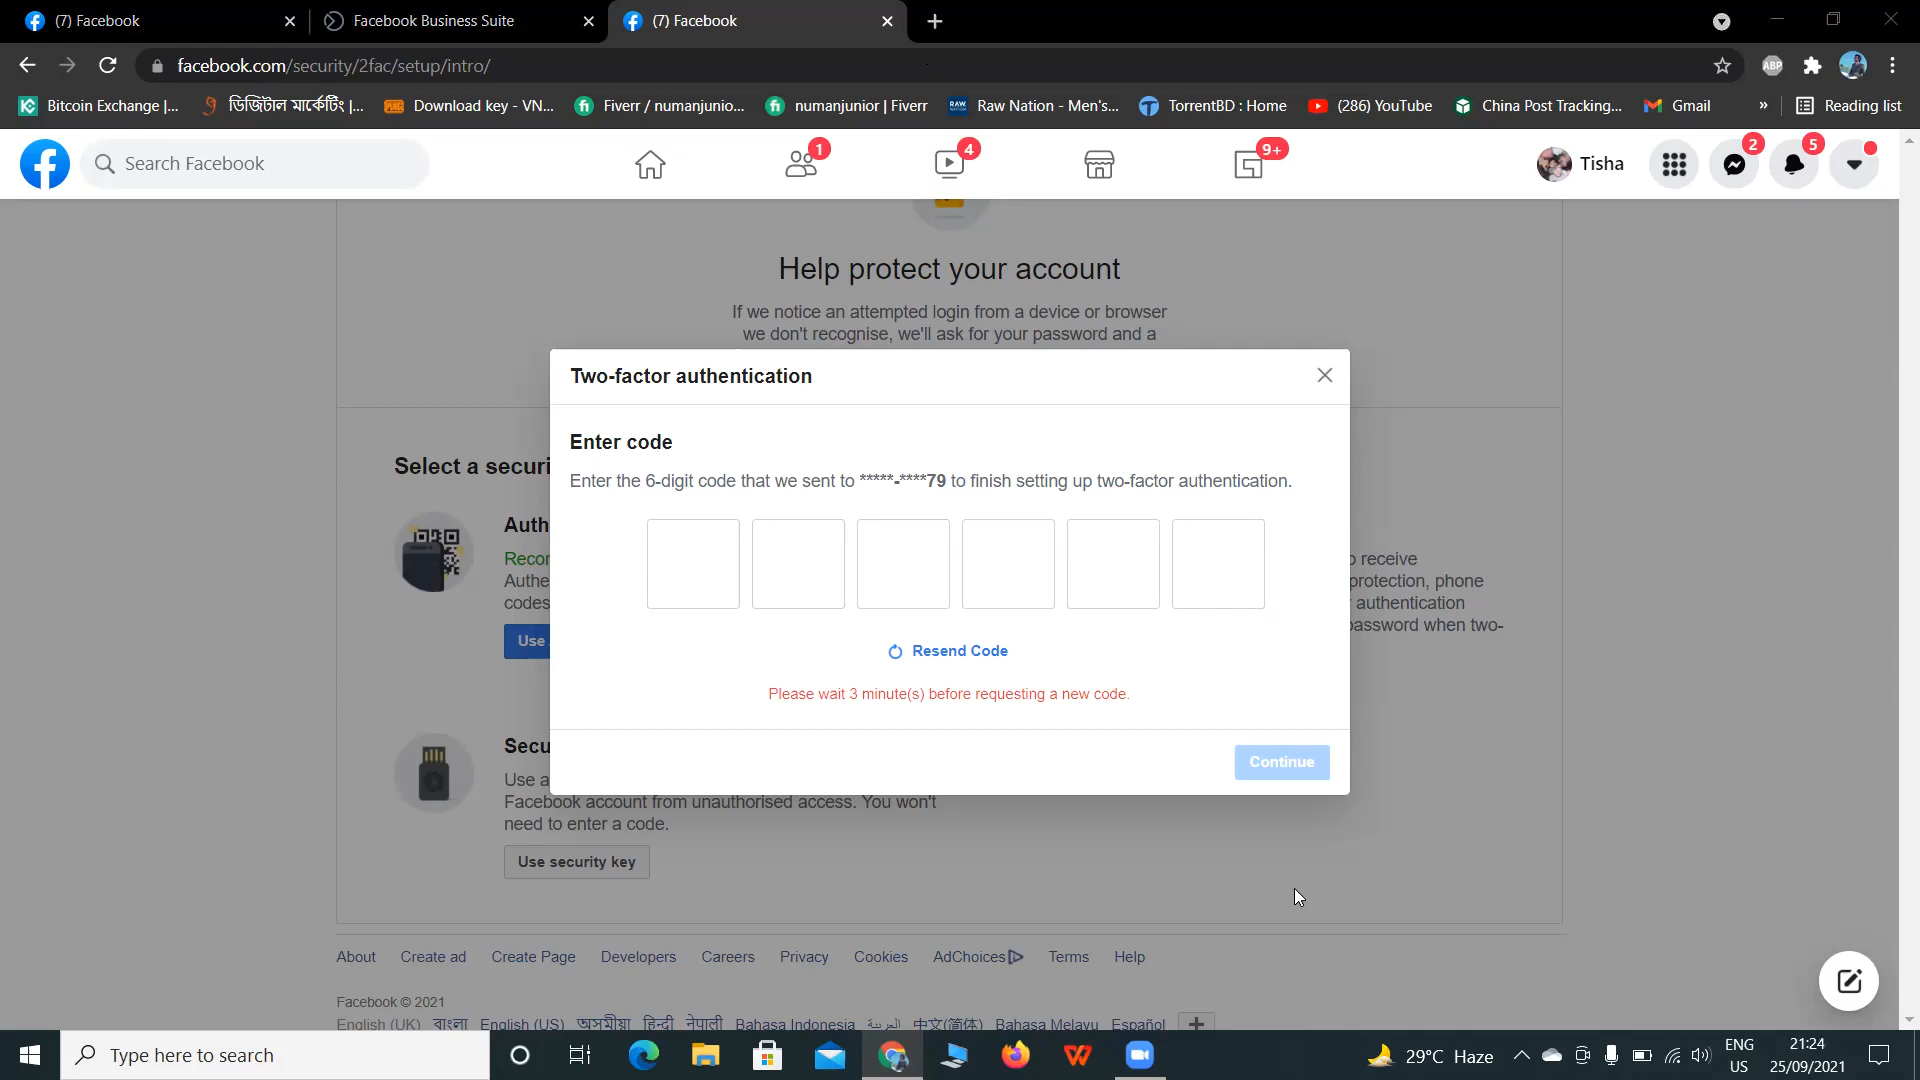 (7) Facebook
Facebook Business Suite
(7) Facebook
facebook.com/security/2fac/setup/intro/
ABP
Bitcoin Exchange |...
ডিজিটাল মার্কেটিং |...
Download key - VN...
Fiverr / numanjunio...
numanjunior | Fiverr
RAW
Raw Nation - Men's...
TorrentBD : Home
(286) YouTube
China Post Tracking...
Gmail
»
Reading list
Search Facebook
1
4
9+
Tisha
2
5
Help protect your account
If we notice an attempted login from a device or browser
we don't recognise, we'll ask for your password and a
Two-factor authentication
Enter code
Enter the 6-digit code that we sent to *****-****79 to finish setting up two-factor authentication.
Resend Code
Please wait 3 minute(s) before requesting a new code.
Continue
Select a securi
Auth
Recor
Authe
codes
Use
o receive
protection, phone
authentication
password when two-
Secu
Use a
Facebook account from unauthorised access. You won't
need to enter a code.
Use security key
About Create ad Create Page Developers Careers Privacy Cookies AdChoices Terms Help
Facebook © 2021
English (UK) বাংলা English (US) অসমীয়া हिन्दी नेपाली Bahasa Indonesia العربية 中文(简体) Bahasa Melayu Español
Type here to search
29°C Haze
ENG
US
21:24
25/09/2021